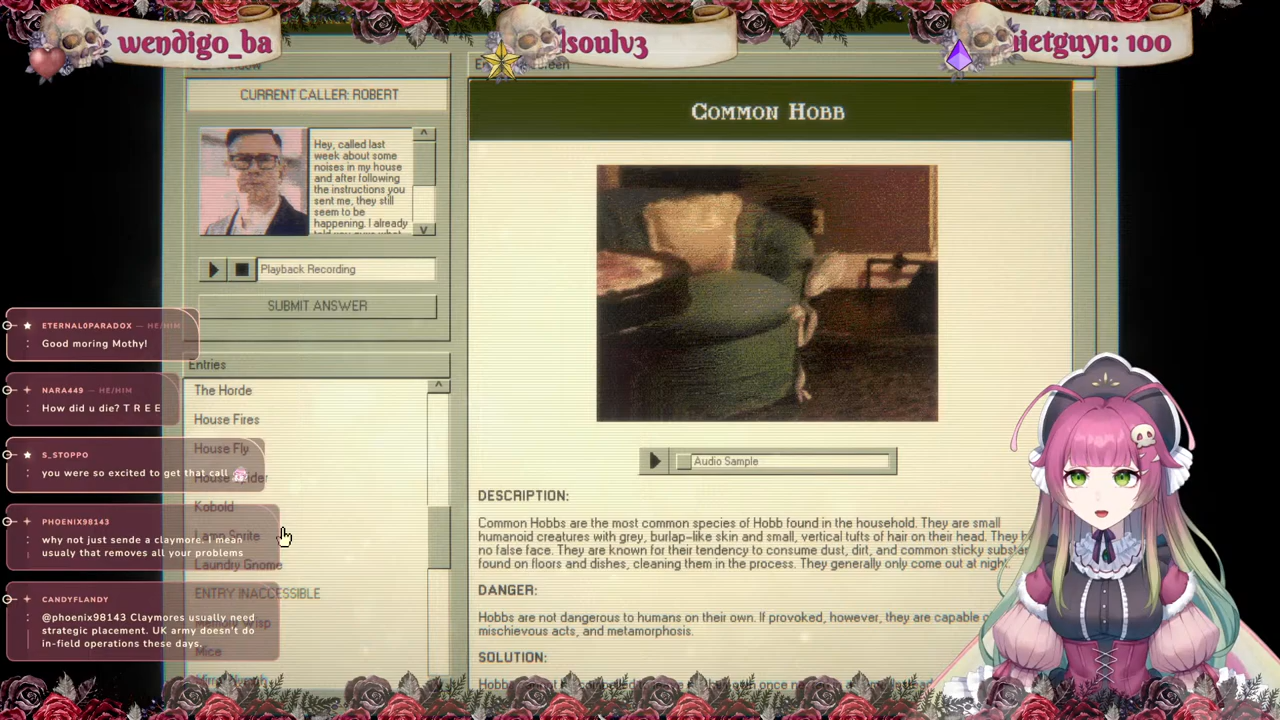 wendigo_ba
lsoulv3
ietguy1: 100
CURRENT CALLER: ROBERT
Hey, called last
week about some
noises in my house
and after following
the instructions you
sent me, they still
seem to be
happening. I already
Playback Recording
SUBMIT ANSWER
Entries
The Horde
House Fires
House Fly
Kobold
Laundry Gnome
ENTRY INACCESSIBLE
Mice
COMMON HOBB
Audio Sample
DESCRIPTION:
Common Hobbs are the most common species of Hobb found in the household. They are small
humanoid creatures with grey, burlap-like skin and small, vertical tufts of hair on their head. They h
no false face. They are known for their tendency to consume dust, dirt, and common sticky substan
found on floors and dishes, cleaning them in the process. They generally only come out at night.
DANGER:
Hobbs are not dangerous to humans on their own. If provoked, however, they are capable o
mischievous acts, and metamorphosis.
SOLUTION:
ETERNAL0PARADOX — HE/HIM
Good moring Mothy!
NARA449 — HE/HIM
How did u die? T R E E
S_STOPPO
you were so excited to get that call
PHOENIX98143
why not just sende a claymore. I mean
usualy that removes all your problems
CANDYFLANDY
@phoenix98143 Claymores usually need
strategic placement. UK army doesn't do
in-field operations these days.